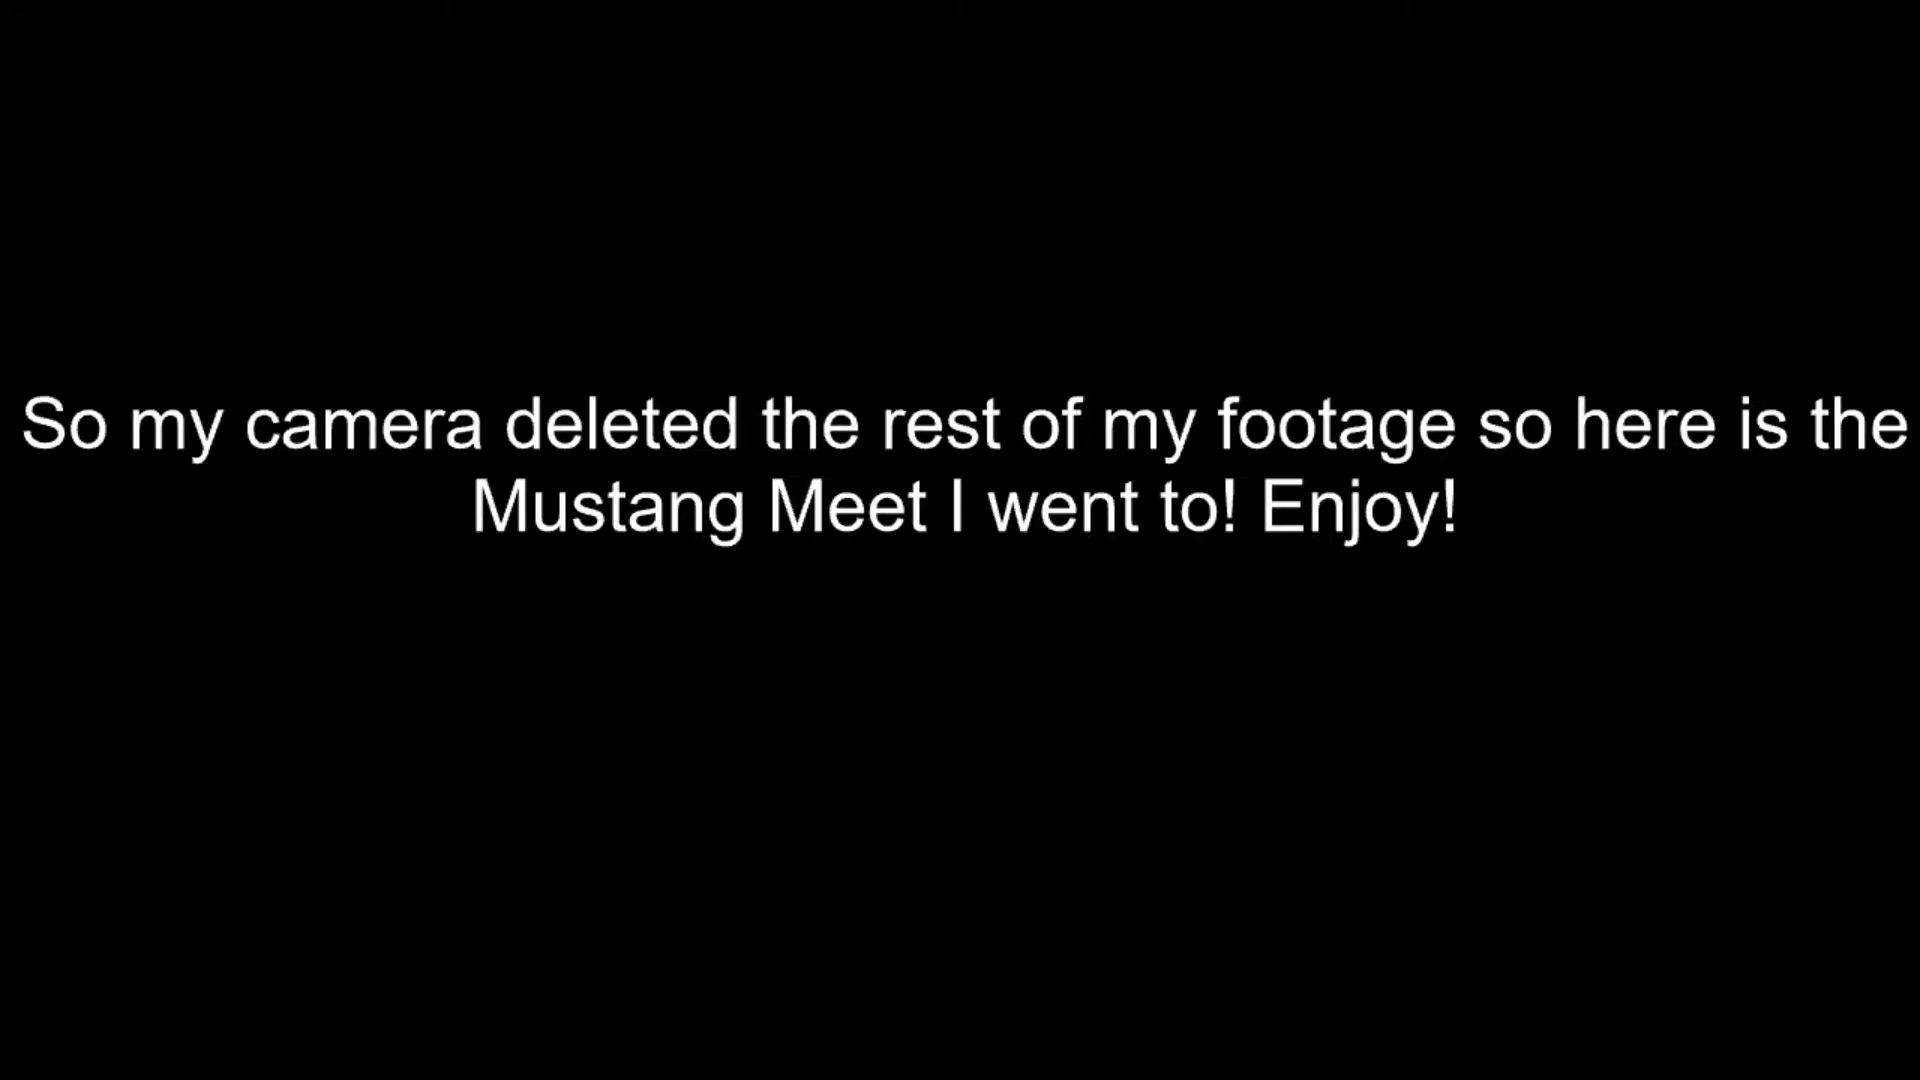 So my camera deleted the rest of my footage so here is the
Mustang Meet I went to! Enjoy!